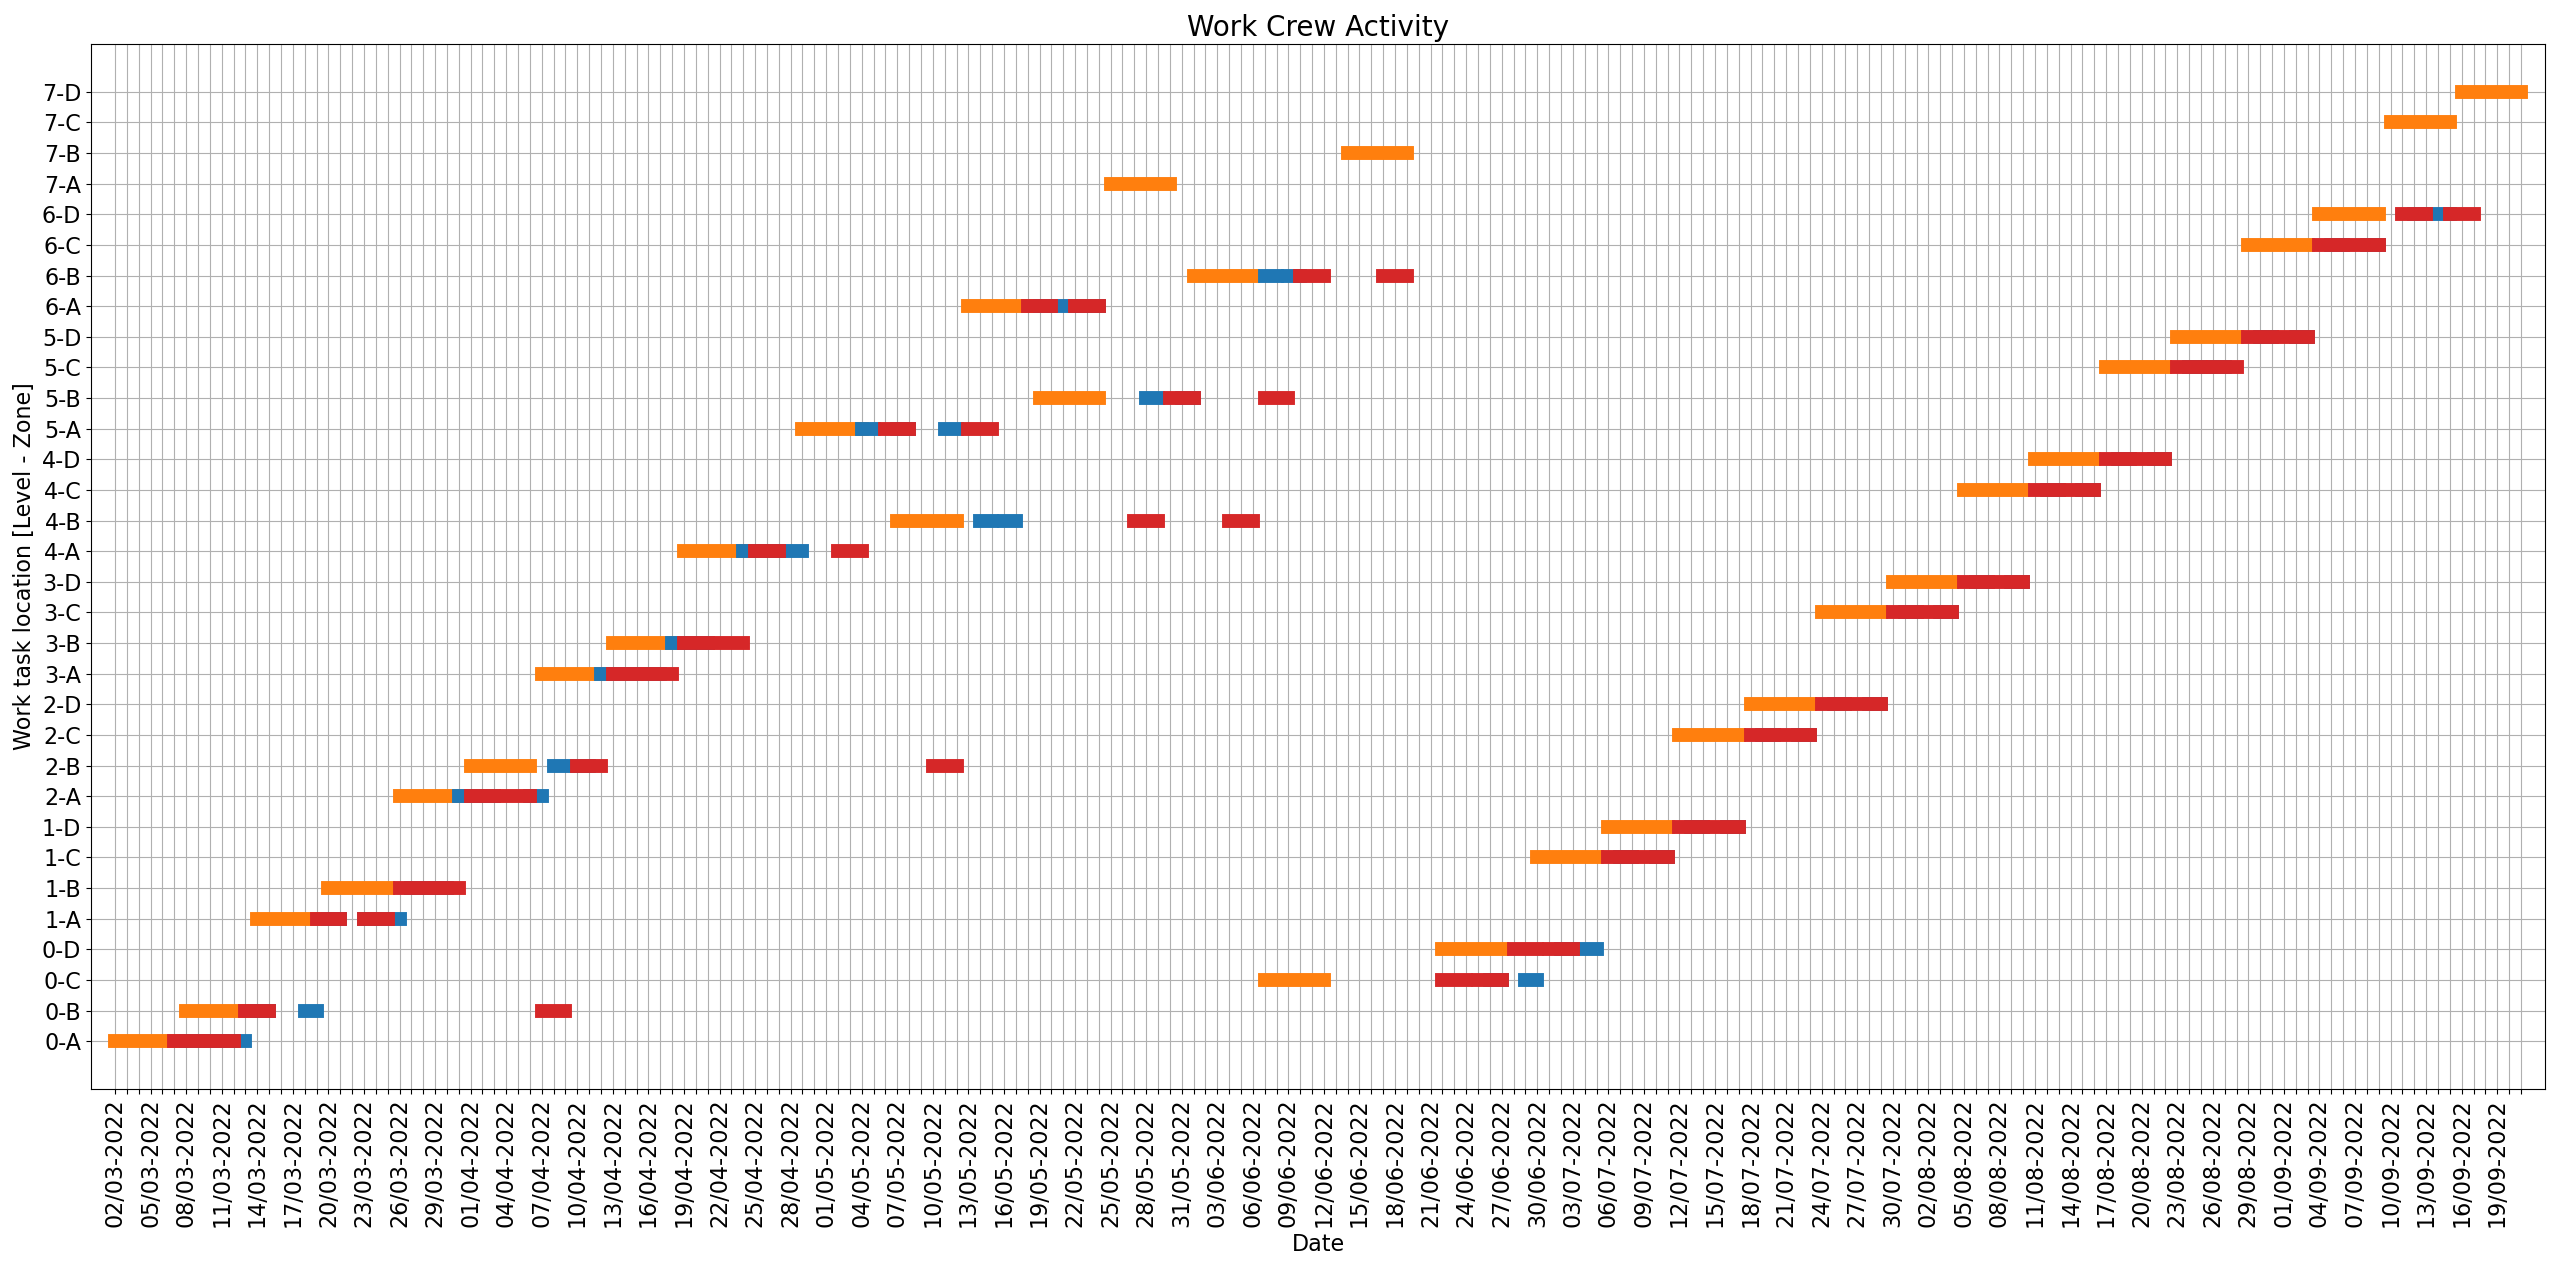 Work Crew Activity
Work task location [Level - Zone]
7-D
7-C
7-B
7-A
6-D
6-C
6-B
6-A
5-D
5-C
5-B
5-A
4-D
4-C
4-B
4-A
3-D
3-C
3-B
3-A
2-D
2-C
2-B
2-A
1-D
1-C
1-B
1-A
0-D
0-C
0-B
0-A
02/03-2022
05/03-2022
08/03-2022
11/03-2022
14/03-2022
17/03-2022
20/03-2022
23/03-2022
26/03-2022
29/03-2022
01/04-2022
04/04-2022
07/04-2022
10/04-2022
13/04-2022
16/04-2022
19/04-2022
22/04-2022
25/04-2022
28/04-2022
01/05-2022
04/05-2022
07/05-2022
10/05-2022
13/05-2022
16/05-2022
19/05-2022
22/05-2022
25/05-2022
28/05-2022
31/05-2022
03/06-2022
06/06-2022
09/06-2022
12/06-2022
15/06-2022
18/06-2022
21/06-2022
24/06-2022
27/06-2022
30/06-2022
03/07-2022
06/07-2022
09/07-2022
12/07-2022
15/07-2022
18/07-2022
21/07-2022
24/07-2022
27/07-2022
30/07-2022
02/08-2022
05/08-2022
08/08-2022
11/08-2022
14/08-2022
17/08-2022
20/08-2022
23/08-2022
26/08-2022
29/08-2022
01/09-2022
04/09-2022
07/09-2022
10/09-2022
13/09-2022
16/09-2022
19/09-2022
Date